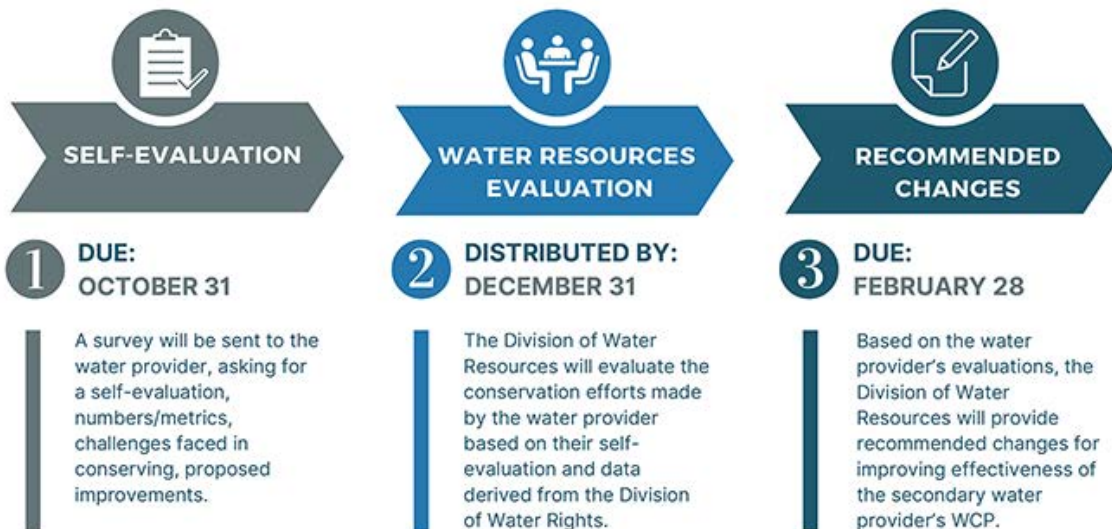 SELF-EVALUATION
1
DUE:
OCTOBER 31
A survey will be sent to the
water provider, asking for
a self-evaluation,
numbers/metrics,
challenges faced in
conserving, proposed
improvements.
WATER RESOURCES
EVALUATION
2
DISTRIBUTED BY:
DECEMBER 31
The Division of Water
Resources will evaluate the
conservation efforts made
by the water provider
based on their self-
evaluation and data
derived from the Division
of Water Rights.
RECOMMENDED
CHANGES
3
DUE:
FEBRUARY 28
Based on the water
provider's evaluations, the
Division of Water
Resources will provide
recommended changes for
improving effectiveness of
the secondary water
provider's WCP.